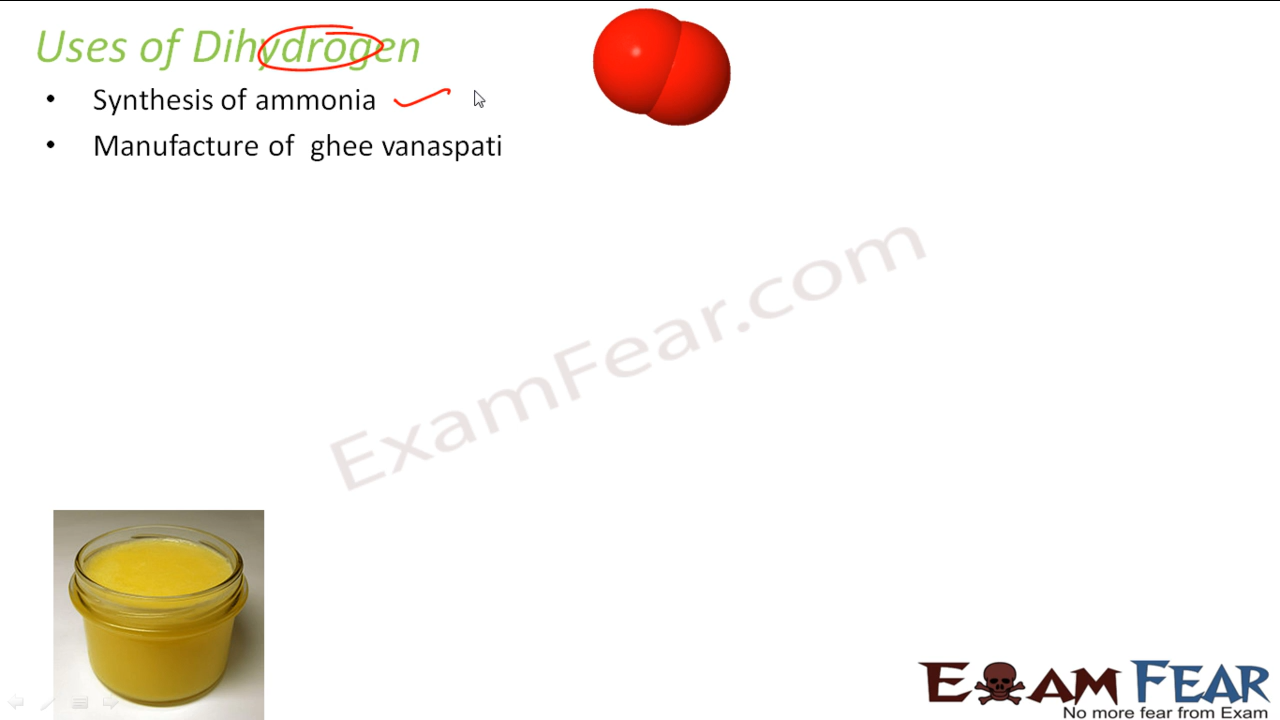 Uses of Dihydrogen
• Synthesis of ammonia
• Manufacture of ghee vanaspati
ExamFear.com
EXAM FEAR
No more fear from Exam